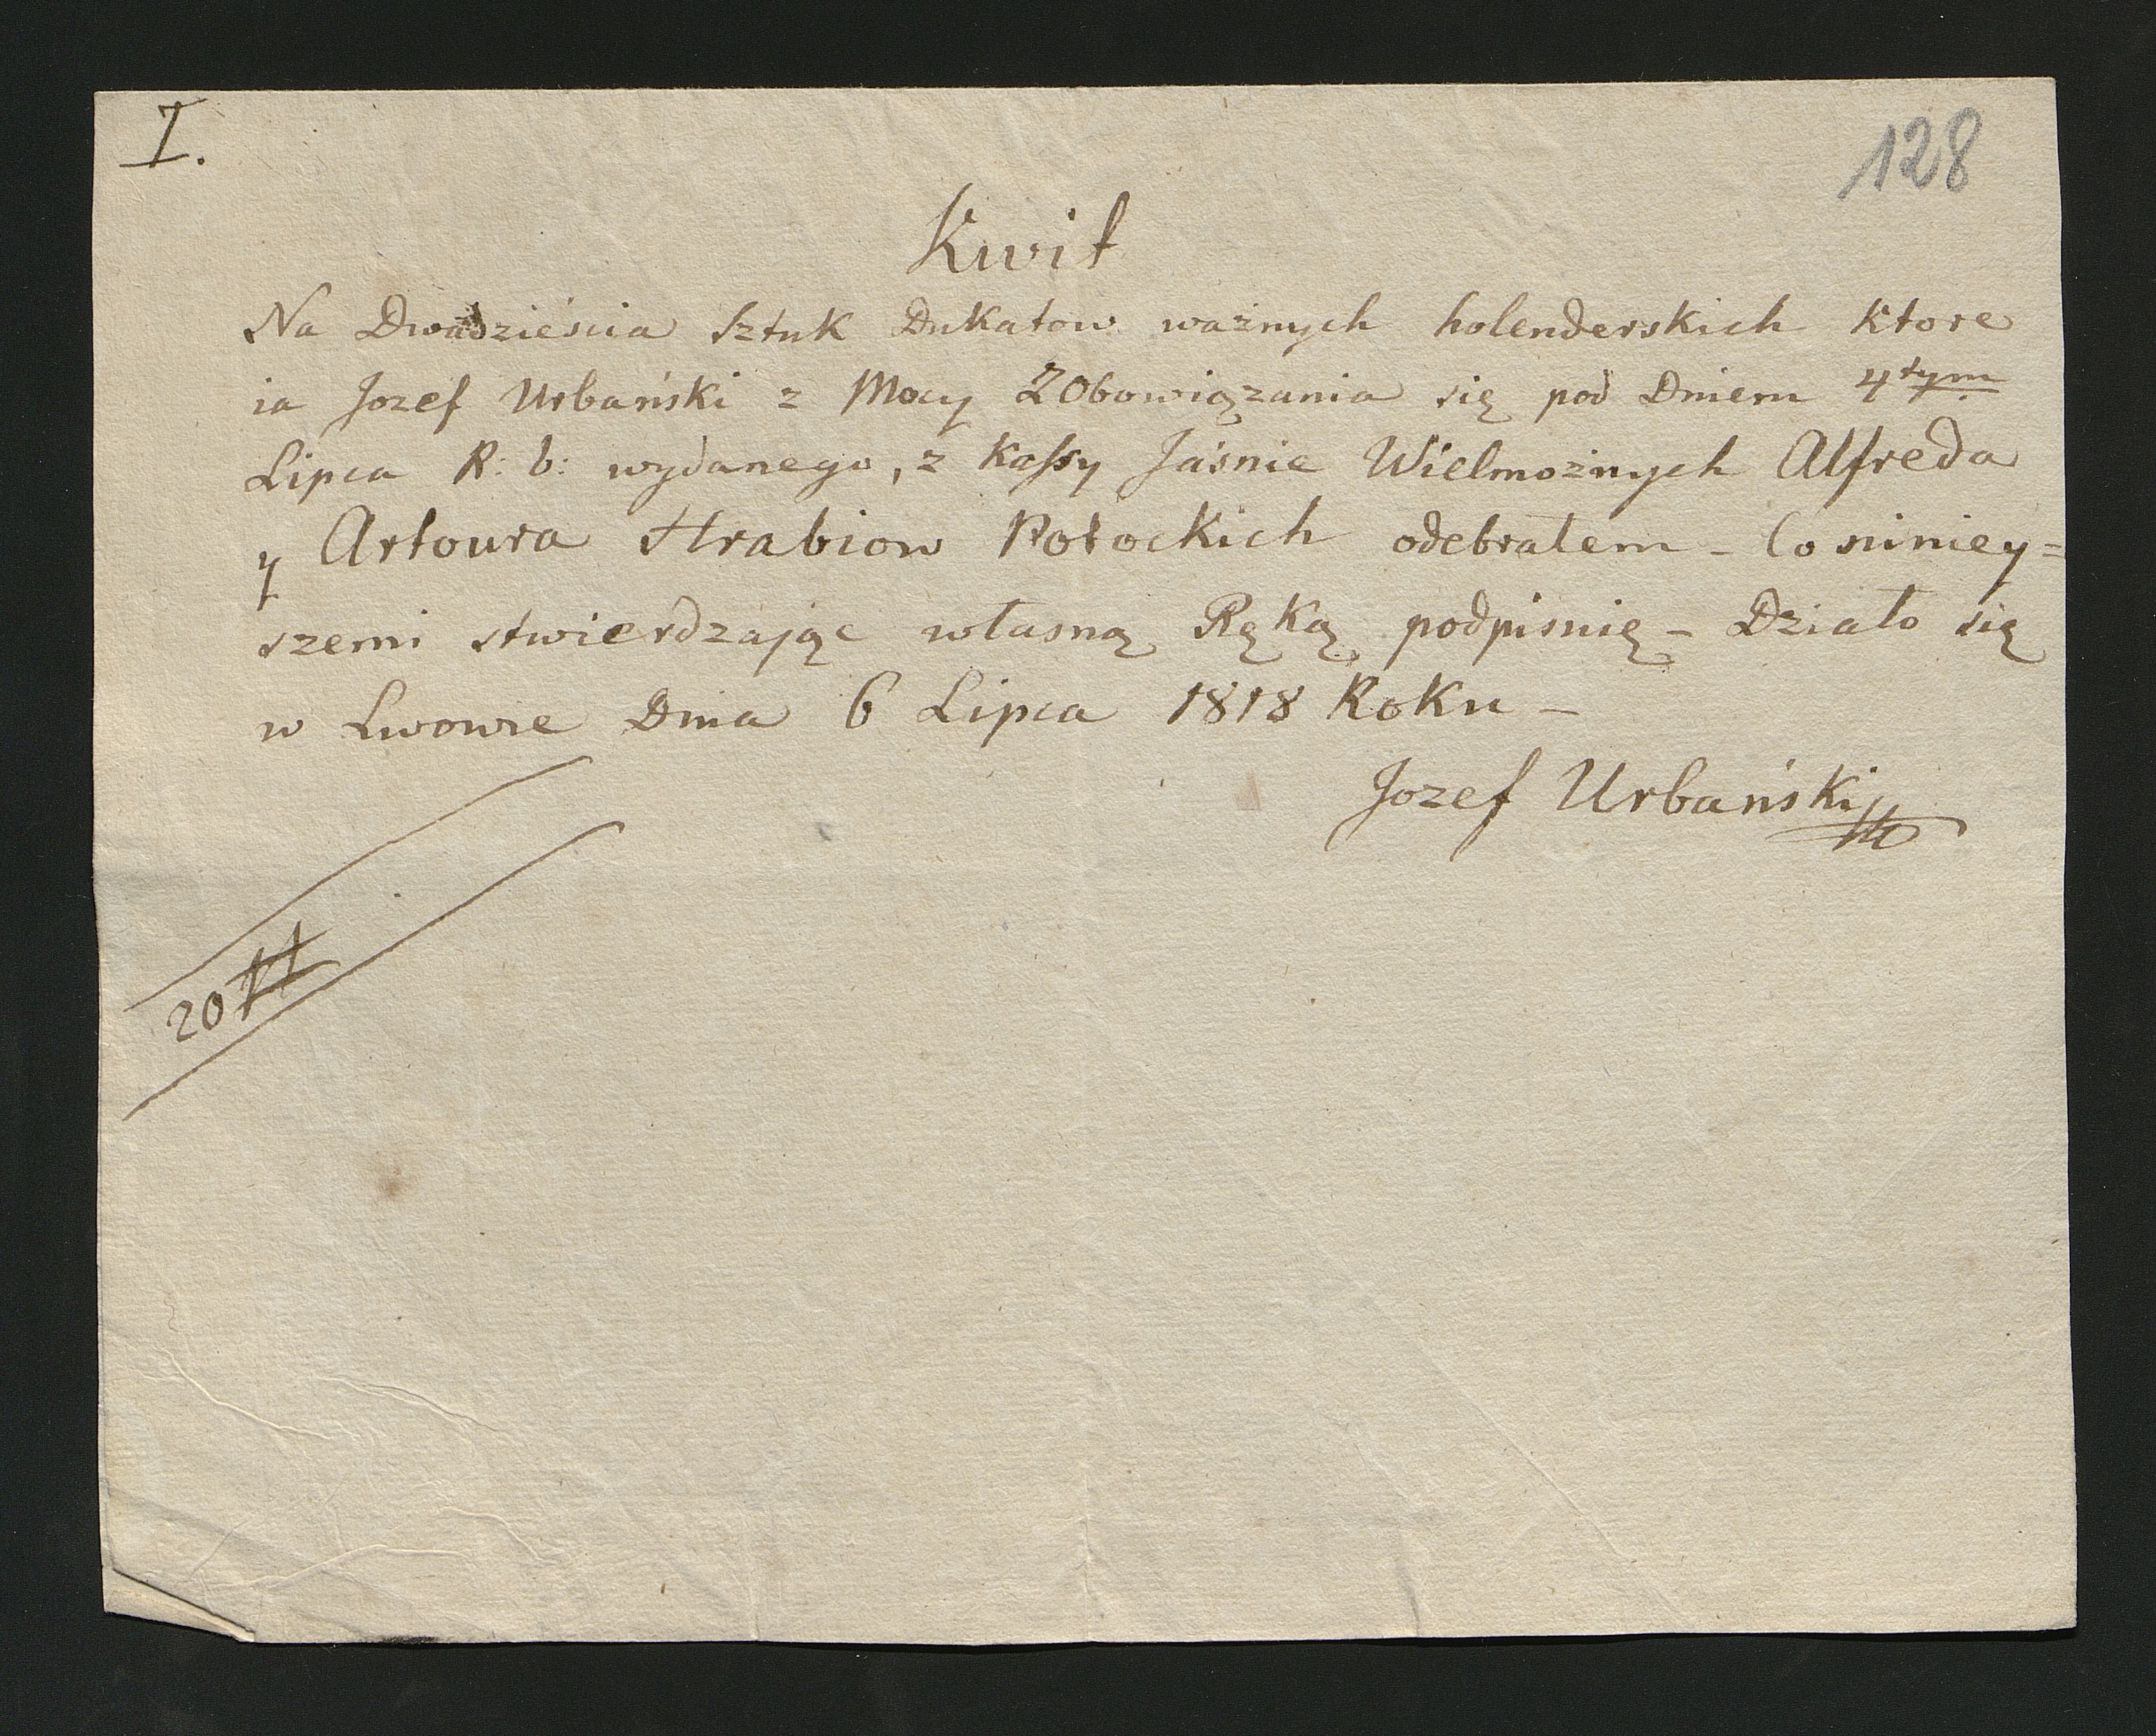 I.
128
Kwit
Na Dwadzieścia Sztuk Dukatow ważnych holenderskich Ktore
ia Jozef Urbański z Mocy ZObowiązania się pod Dniem 4tym
Lipca R: b: wydanego, z Kassy Jáśnie Wielmożnych Alfreda
y Artoura Hrabiow Potockich odebrałem - Co niniey=
szemi stwierdzając własną Ręką podpisuię - Działo się
w Lwowie Dnia 6 Lipca 1818 Roku -
Jozef Urbański
20 #